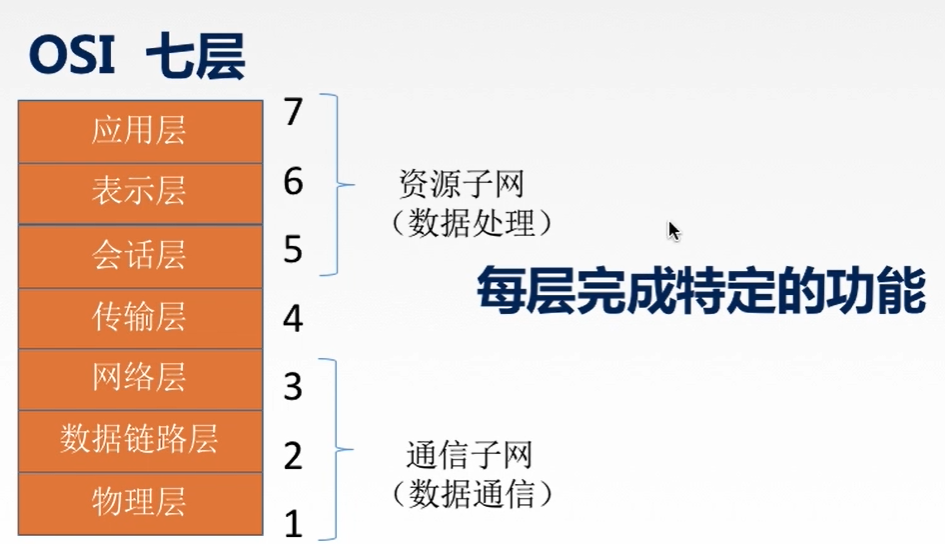 OSI 七层
应用层 7
表示层 6
会话层 5
传输层 4
网络层 3
数据链路层 2
物理层 1
资源子网
（数据处理）
每层完成特定的功能
通信子网
（数据通信）